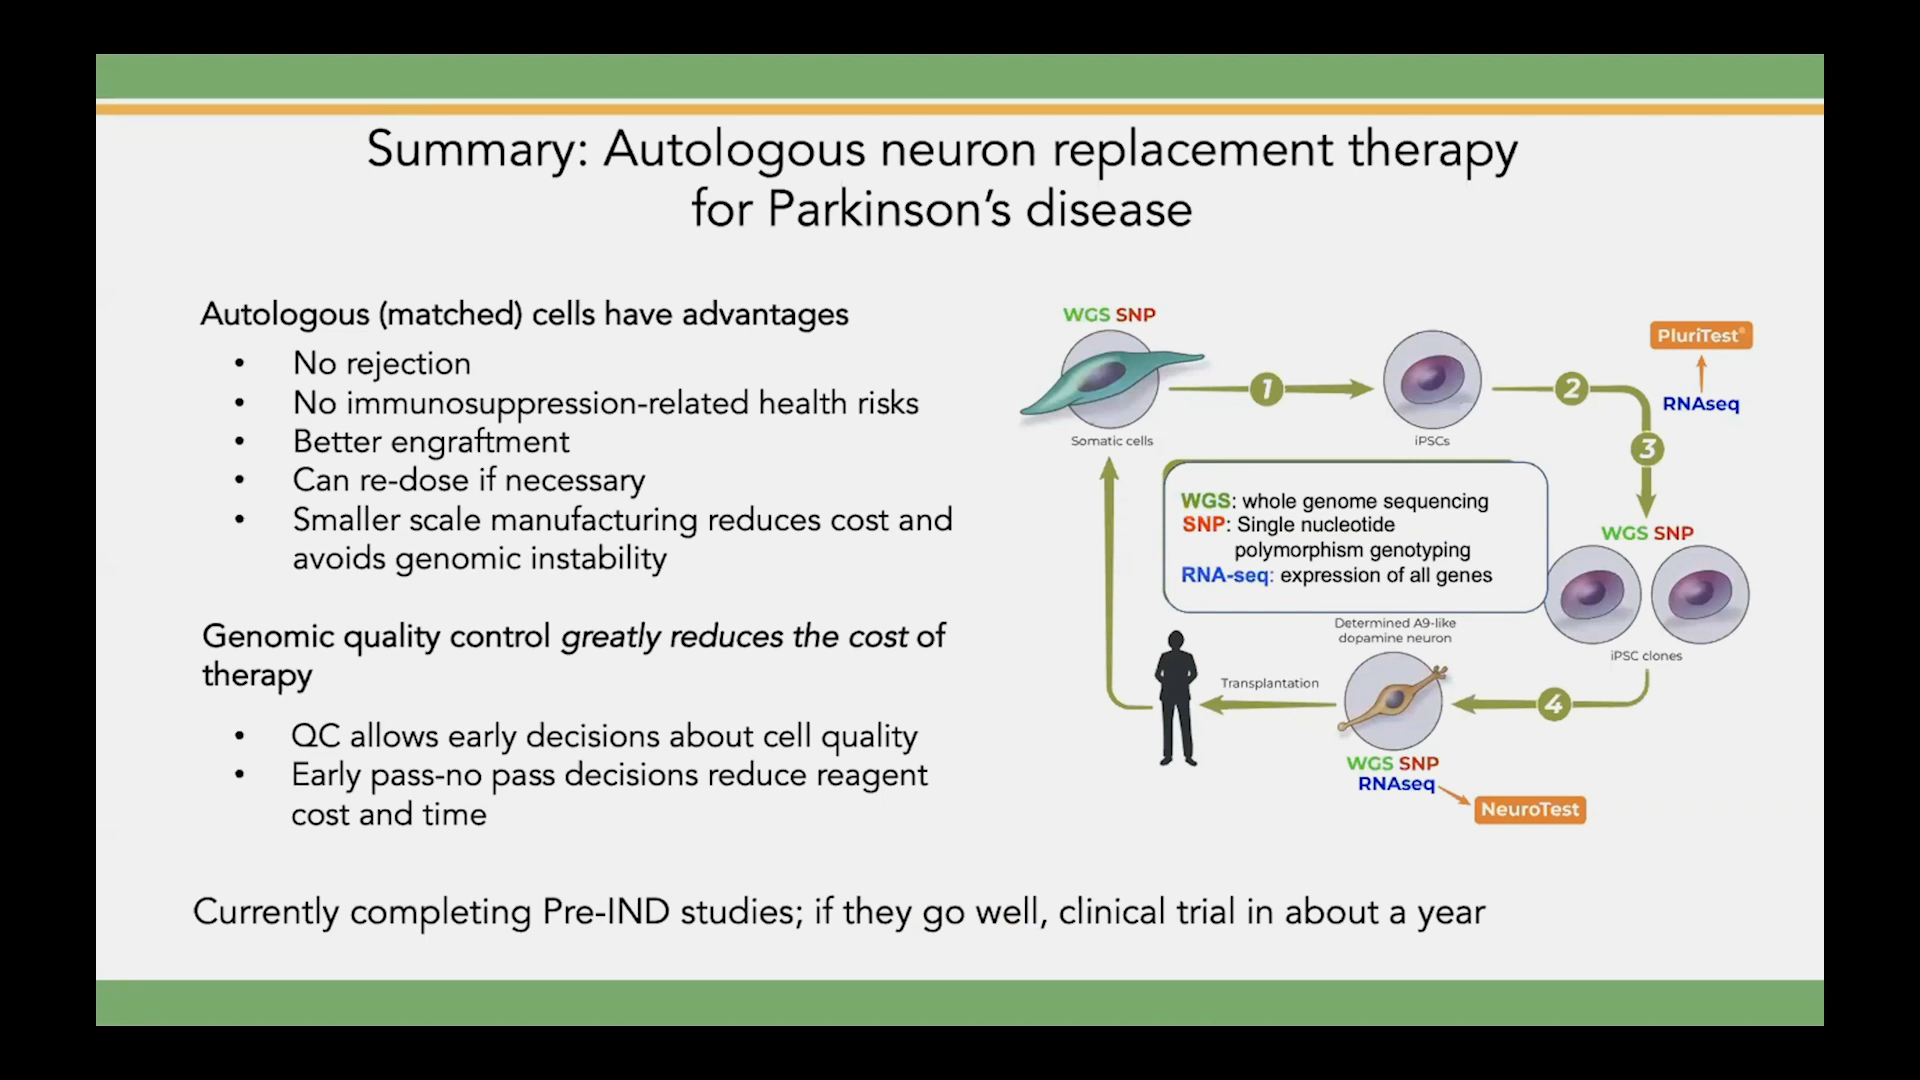 Summary: Autologous neuron replacement therapy
for Parkinson's disease
Autologous (matched) cells have advantages
• No rejection
• No immunosuppression-related health risks
• Better engraftment
• Can re-dose if necessary
• Smaller scale manufacturing reduces cost and
avoids genomic instability
Genomic quality control greatly reduces the cost of
therapy
• QC allows early decisions about cell quality
• Early pass-no pass decisions reduce reagent
cost and time
WGS SNP
Somatic cells
1
iPSCs
2
PluriTest®
RNAseq
3
WGS: whole genome sequencing
SNP: Single nucleotide
polymorphism genotyping
RNA-seq: expression of all genes
WGS SNP
iPSC clones
4
Determined A9-like
dopamine neuron
Transplantation
WGS SNP
RNAseq
NeuroTest
Currently completing Pre-IND studies; if they go well, clinical trial in about a year